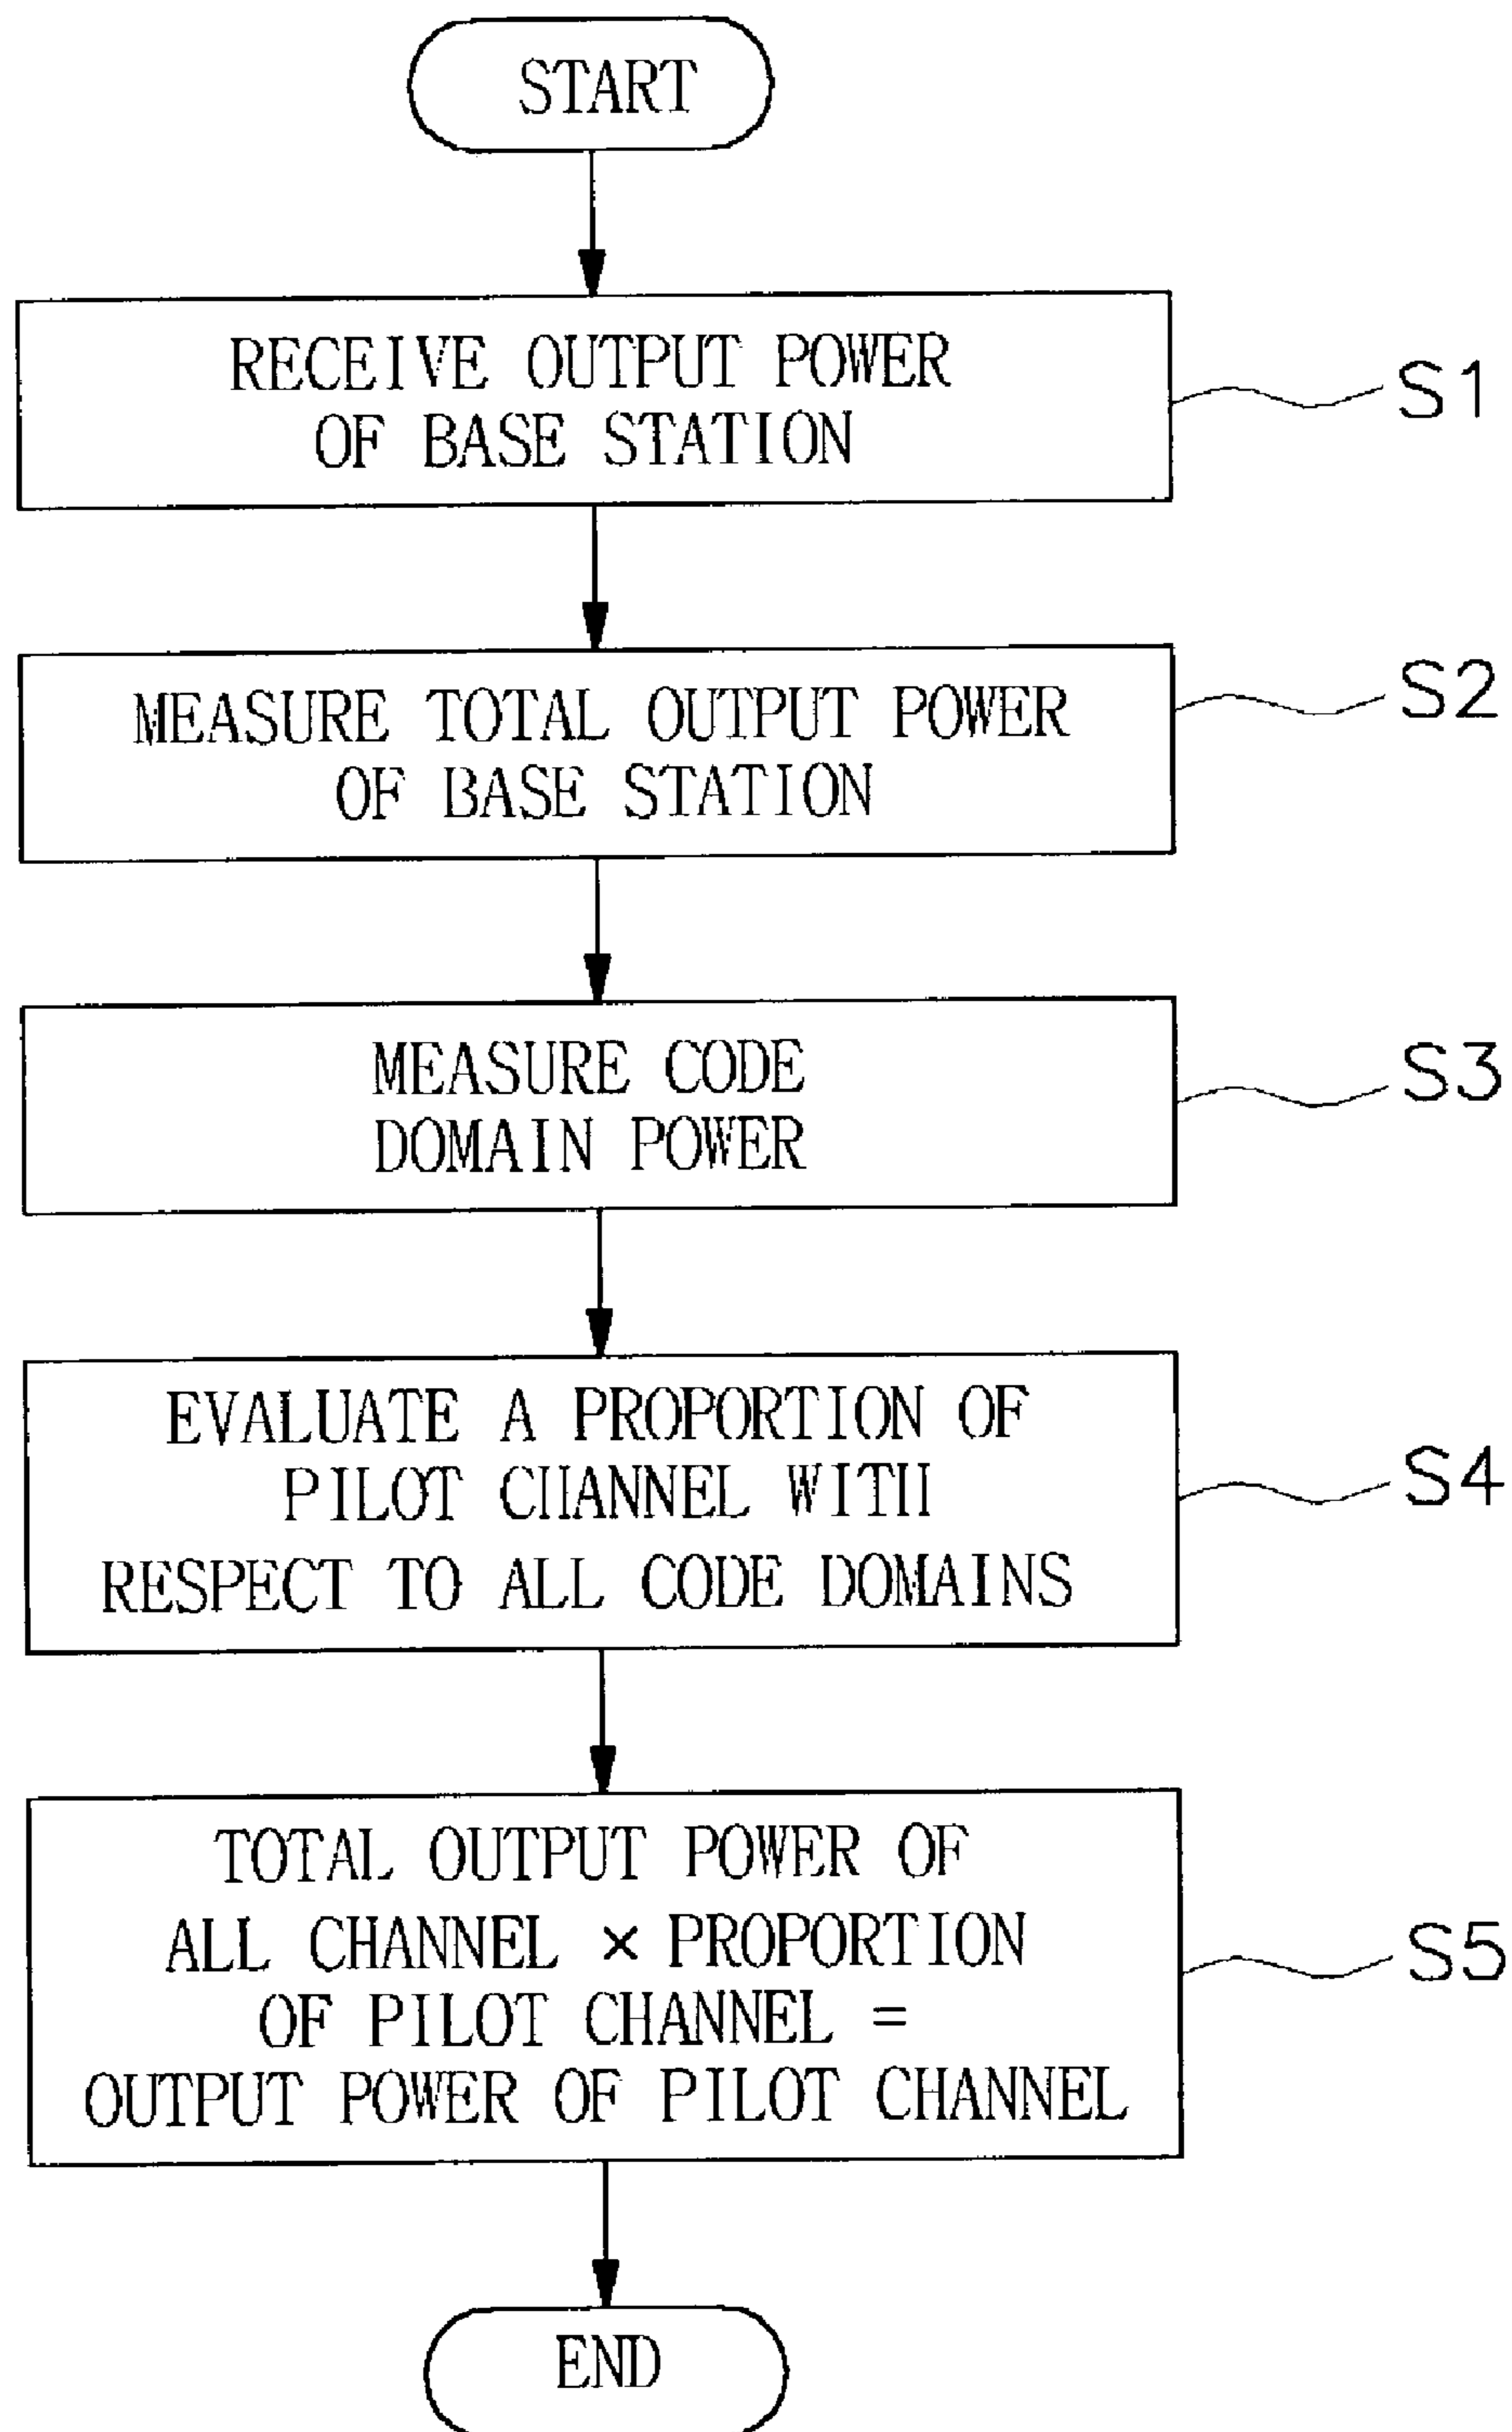 START
RECEIVE OUTPUT POWER
OF BASE STATION
S1
MEASURE TOTAL OUTPUT POWER
OF BASE STATION
S2
MEASURE CODE
DOMAIN POWER
S3
EVALUATE A PROPORTION OF
PILOT CHANNEL WITH
RESPECT TO ALL CODE DOMAINS
S4
TOTAL OUTPUT POWER OF
ALL CHANNEL × PROPORTION
OF PILOT CHANNEL =
OUTPUT POWER OF PILOT CHANNEL
S5
END